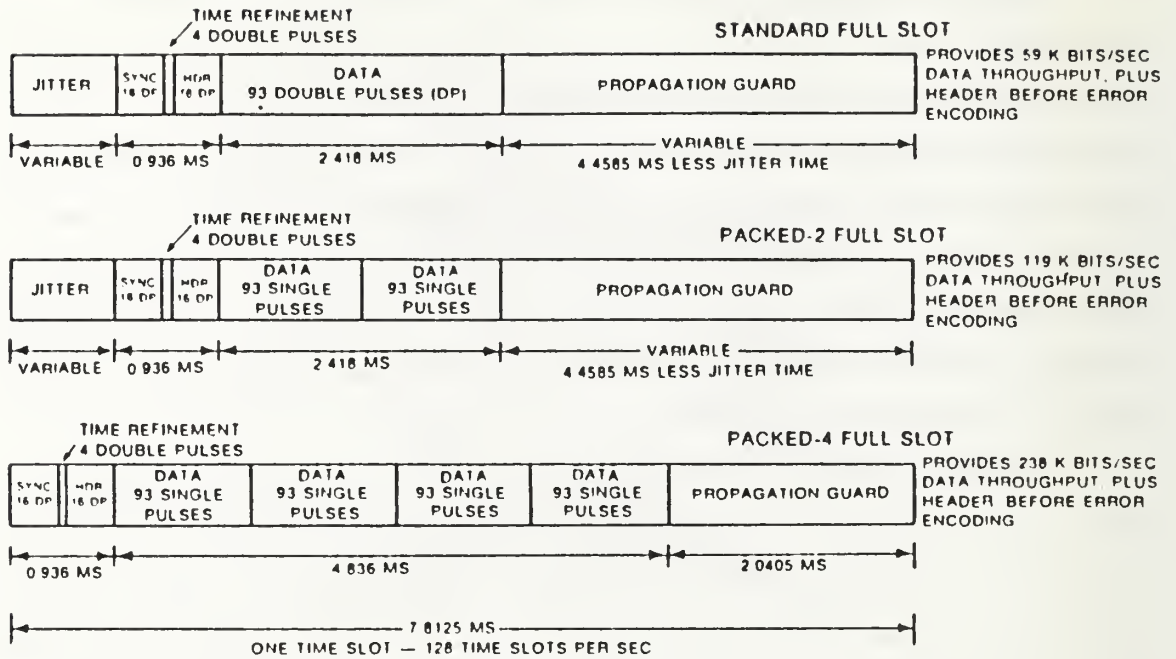 TIME REFINEMENT
4 DOUBLE PULSES
STANDARD FULL SLOT
JITTER
SYNC
16 DP
HDR
16 DP
DATA
93 DOUBLE PULSES (DP)
PROPAGATION GUARD
PROVIDES 59 K BITS/SEC
DATA THROUGHPUT, PLUS
HEADER BEFORE ERROR
ENCODING
VARIABLE
0 936 MS
2 418 MS
VARIABLE
4 4585 MS LESS JITTER TIME
TIME REFINEMENT
4 DOUBLE PULSES
PACKED-2 FULL SLOT
JITTER
SYNC
16 DP
HDR
16 DP
DATA
93 SINGLE
PULSES
DATA
93 SINGLE
PULSES
PROPAGATION GUARD
PROVIDES 119 K BITS/SEC
DATA THROUGHPUT PLUS
HEADER BEFORE ERROR
ENCODING
VARIABLE
0 936 MS
2 418 MS
VARIABLE
4 4585 MS LESS JITTER TIME
TIME REFINEMENT
4 DOUBLE PULSES
PACKED-4 FULL SLOT
SYNC
16 DP
HDR
16 DP
DATA
93 SINGLE
PULSES
DATA
93 SINGLE
PULSES
DATA
93 SINGLE
PULSES
DATA
93 SINGLE
PULSES
PROPAGATION GUARD
PROVIDES 238 K BITS/SEC
DATA THROUGHPUT, PLUS
HEADER BEFORE ERROR
ENCODING
0 936 MS
4 836 MS
2 0405 MS
7 8125 MS
ONE TIME SLOT — 128 TIME SLOTS PER SEC